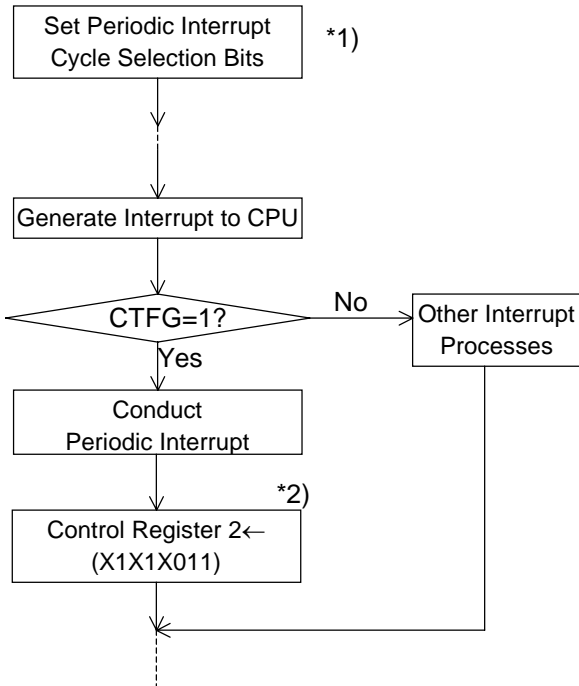 Set Periodic Interrupt
Cycle Selection Bits
*1)
Generate Interrupt to CPU
CTFG=1?
No
Other Interrupt
Processes
Yes
Conduct
Periodic Interrupt
*2)
Control Register 2←
(X1X1X011)